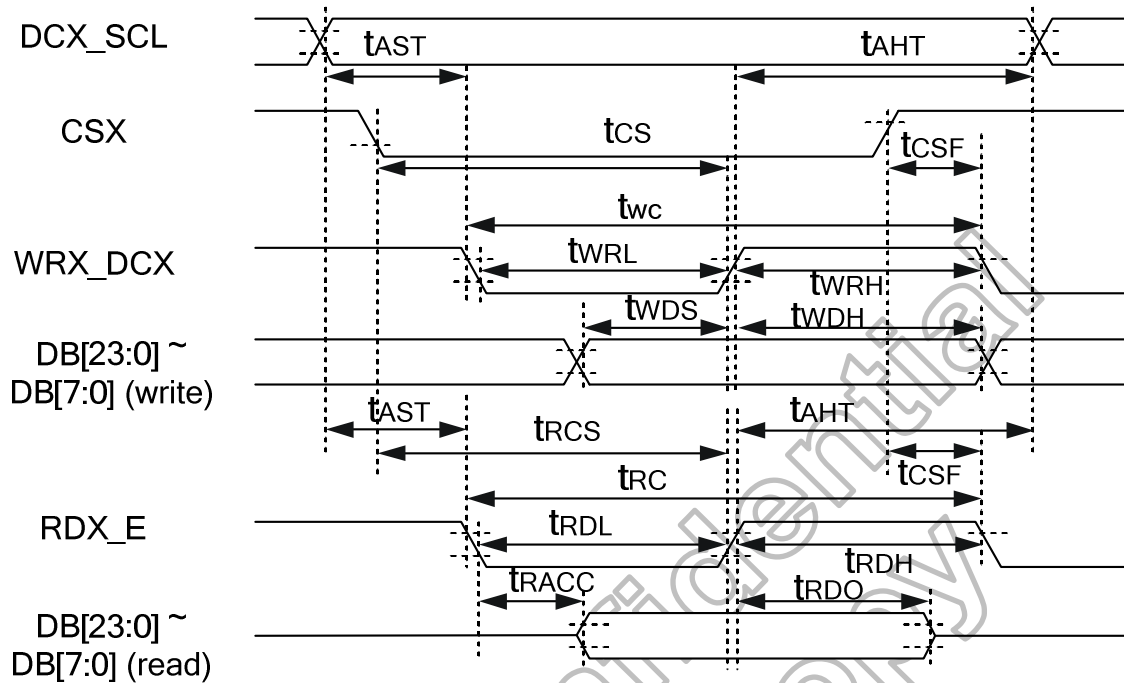 DCX_SCL
tAST
tAHT
CSX
tCS
tCSF
twc
WRX_DCX
tWRL
tWRH
tWDS
tWDH
DB[23:0] ~
DB[7:0] (write)
tAST
tRCS
tAHT
tCSF
tRC
RDX_E
tRDL
tRDH
tRACC
tRDO
DB[23:0] ~
DB[7:0] (read)